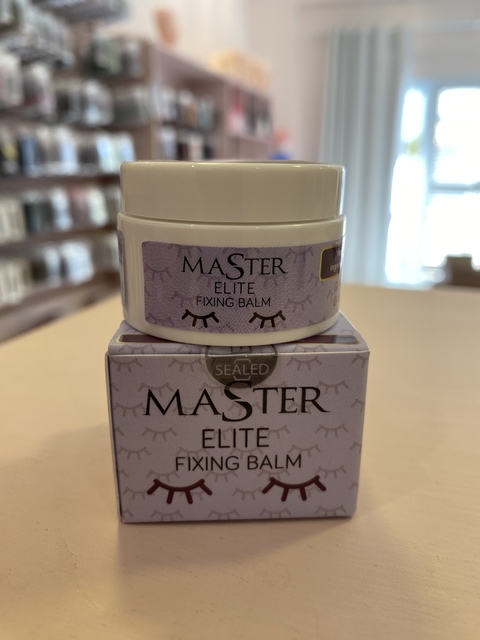 MASTER
ELITE
FIXING BALM
SEALED
MASTER
ELITE
FIXING BALM